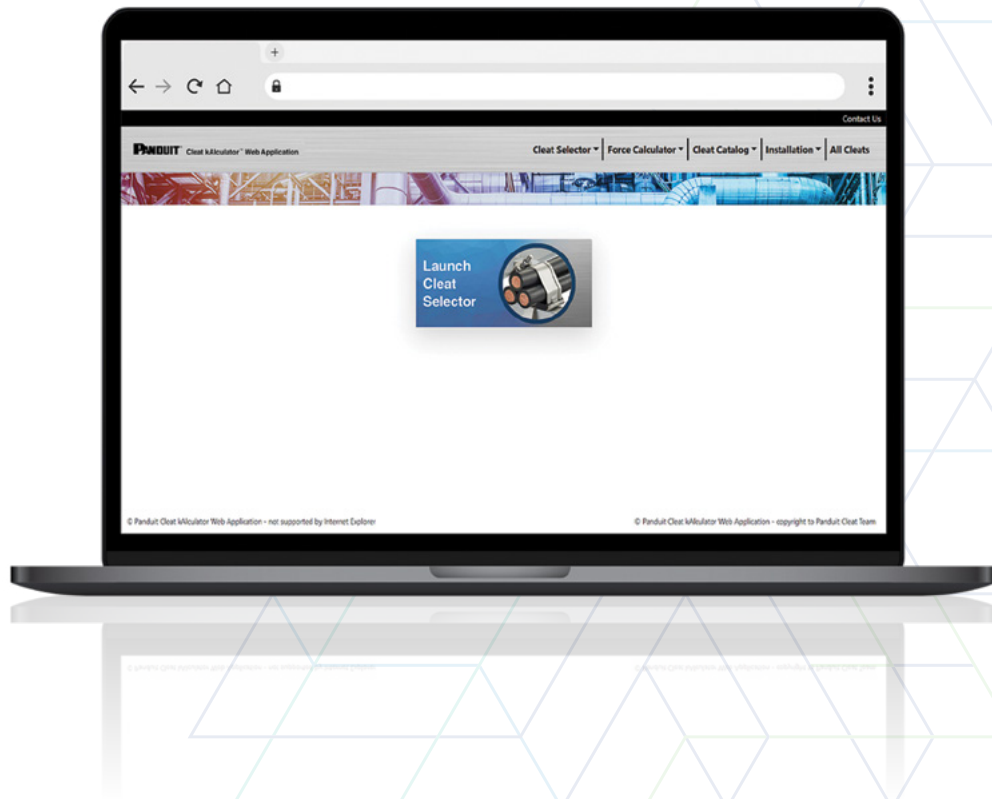 Contact Us
PANDUIT™ Cleat kAlculator™ Web Application
Cleat Selector Force Calculator Cleat Catalog Installation All Cleats
Launch
Cleat
Selector
© Panduit Cleat kAlculator Web Application - not supported by Internet Explorer
© Panduit Cleat kAlculator Web Application - copyright to Panduit Cleat Team